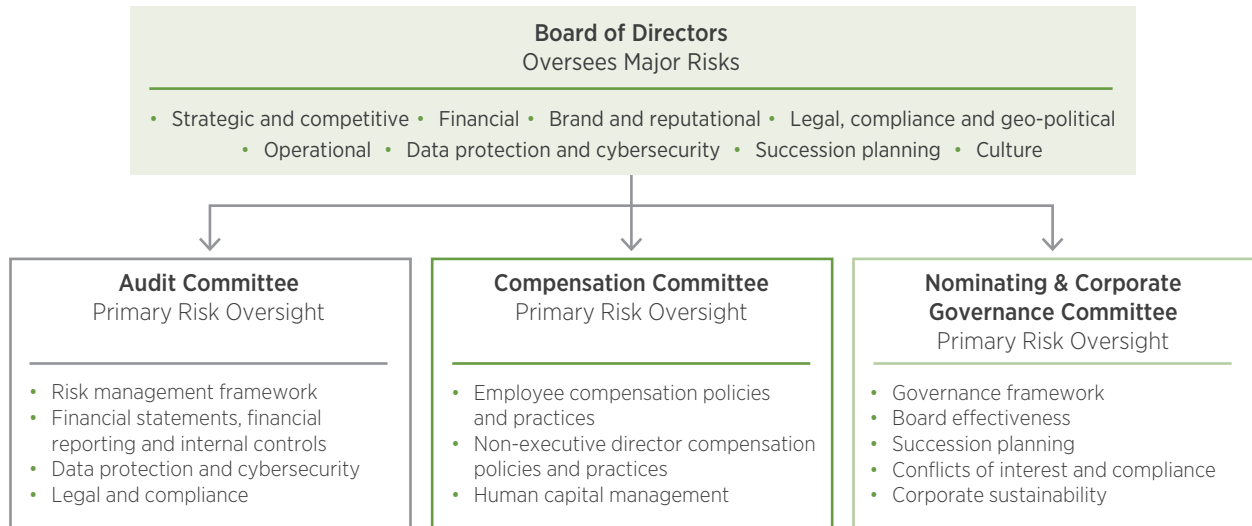 Board of Directors
Oversees Major Risks
• Strategic and competitive • Financial • Brand and reputational • Legal, compliance and geo-political
• Operational • Data protection and cybersecurity • Succession planning • Culture
Audit Committee
Primary Risk Oversight
• Risk management framework
• Financial statements, financial
reporting and internal controls
• Data protection and cybersecurity
• Legal and compliance
Compensation Committee
Primary Risk Oversight
• Employee compensation policies
and practices
• Non-executive director compensation
policies and practices
• Human capital management
Nominating & Corporate
Governance Committee
Primary Risk Oversight
• Governance framework
• Board effectiveness
• Succession planning
• Conflicts of interest and compliance
• Corporate sustainability